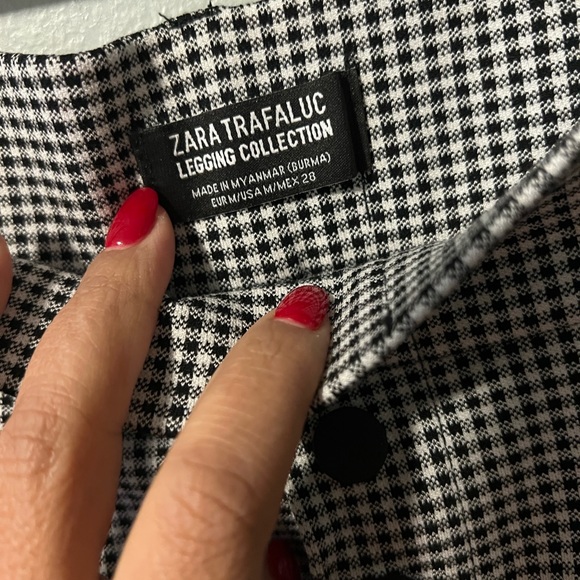 ZARA TRAFALUC
LEGGING COLLECTION
MADE IN MYANMAR (BURMA)
EUR M/USA M/MEX 28